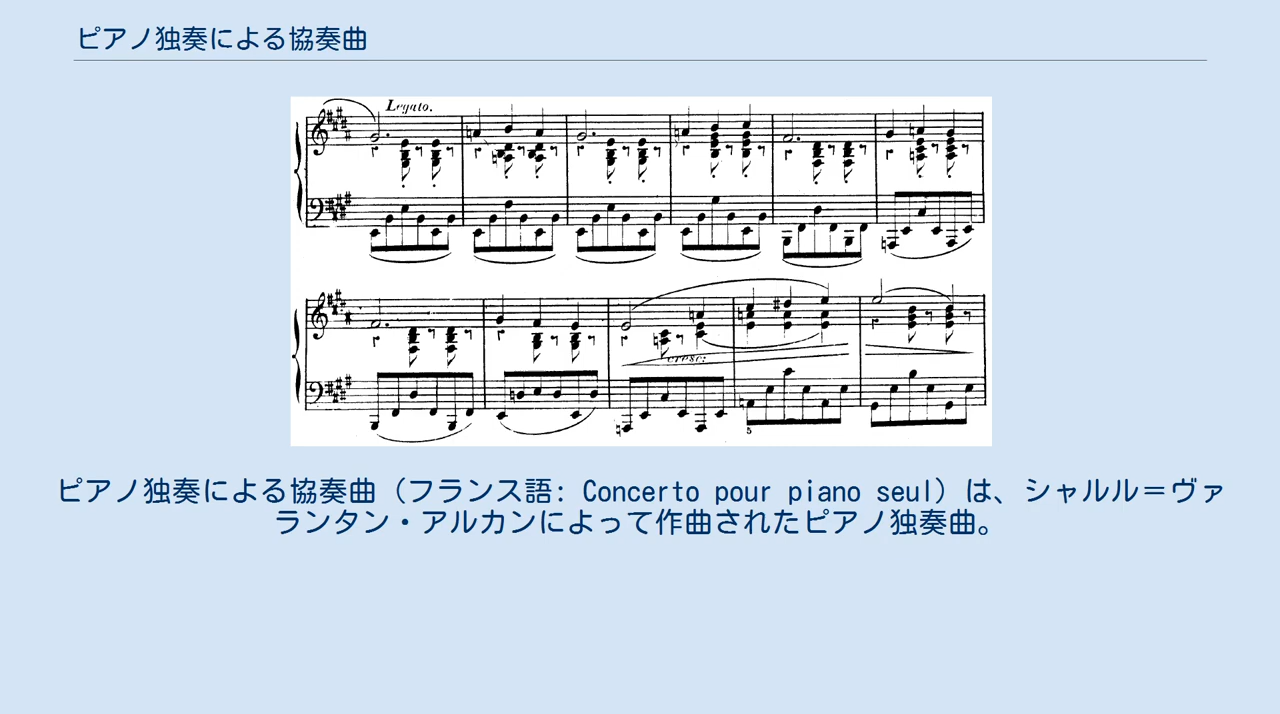 ピアノ独奏による協奏曲
Legato.
cresc:
5
ピアノ独奏による協奏曲（フランス語: Concerto pour piano seul）は、シャルル＝ヴァ
ランタン・アルカンによって作曲されたピアノ独奏曲。